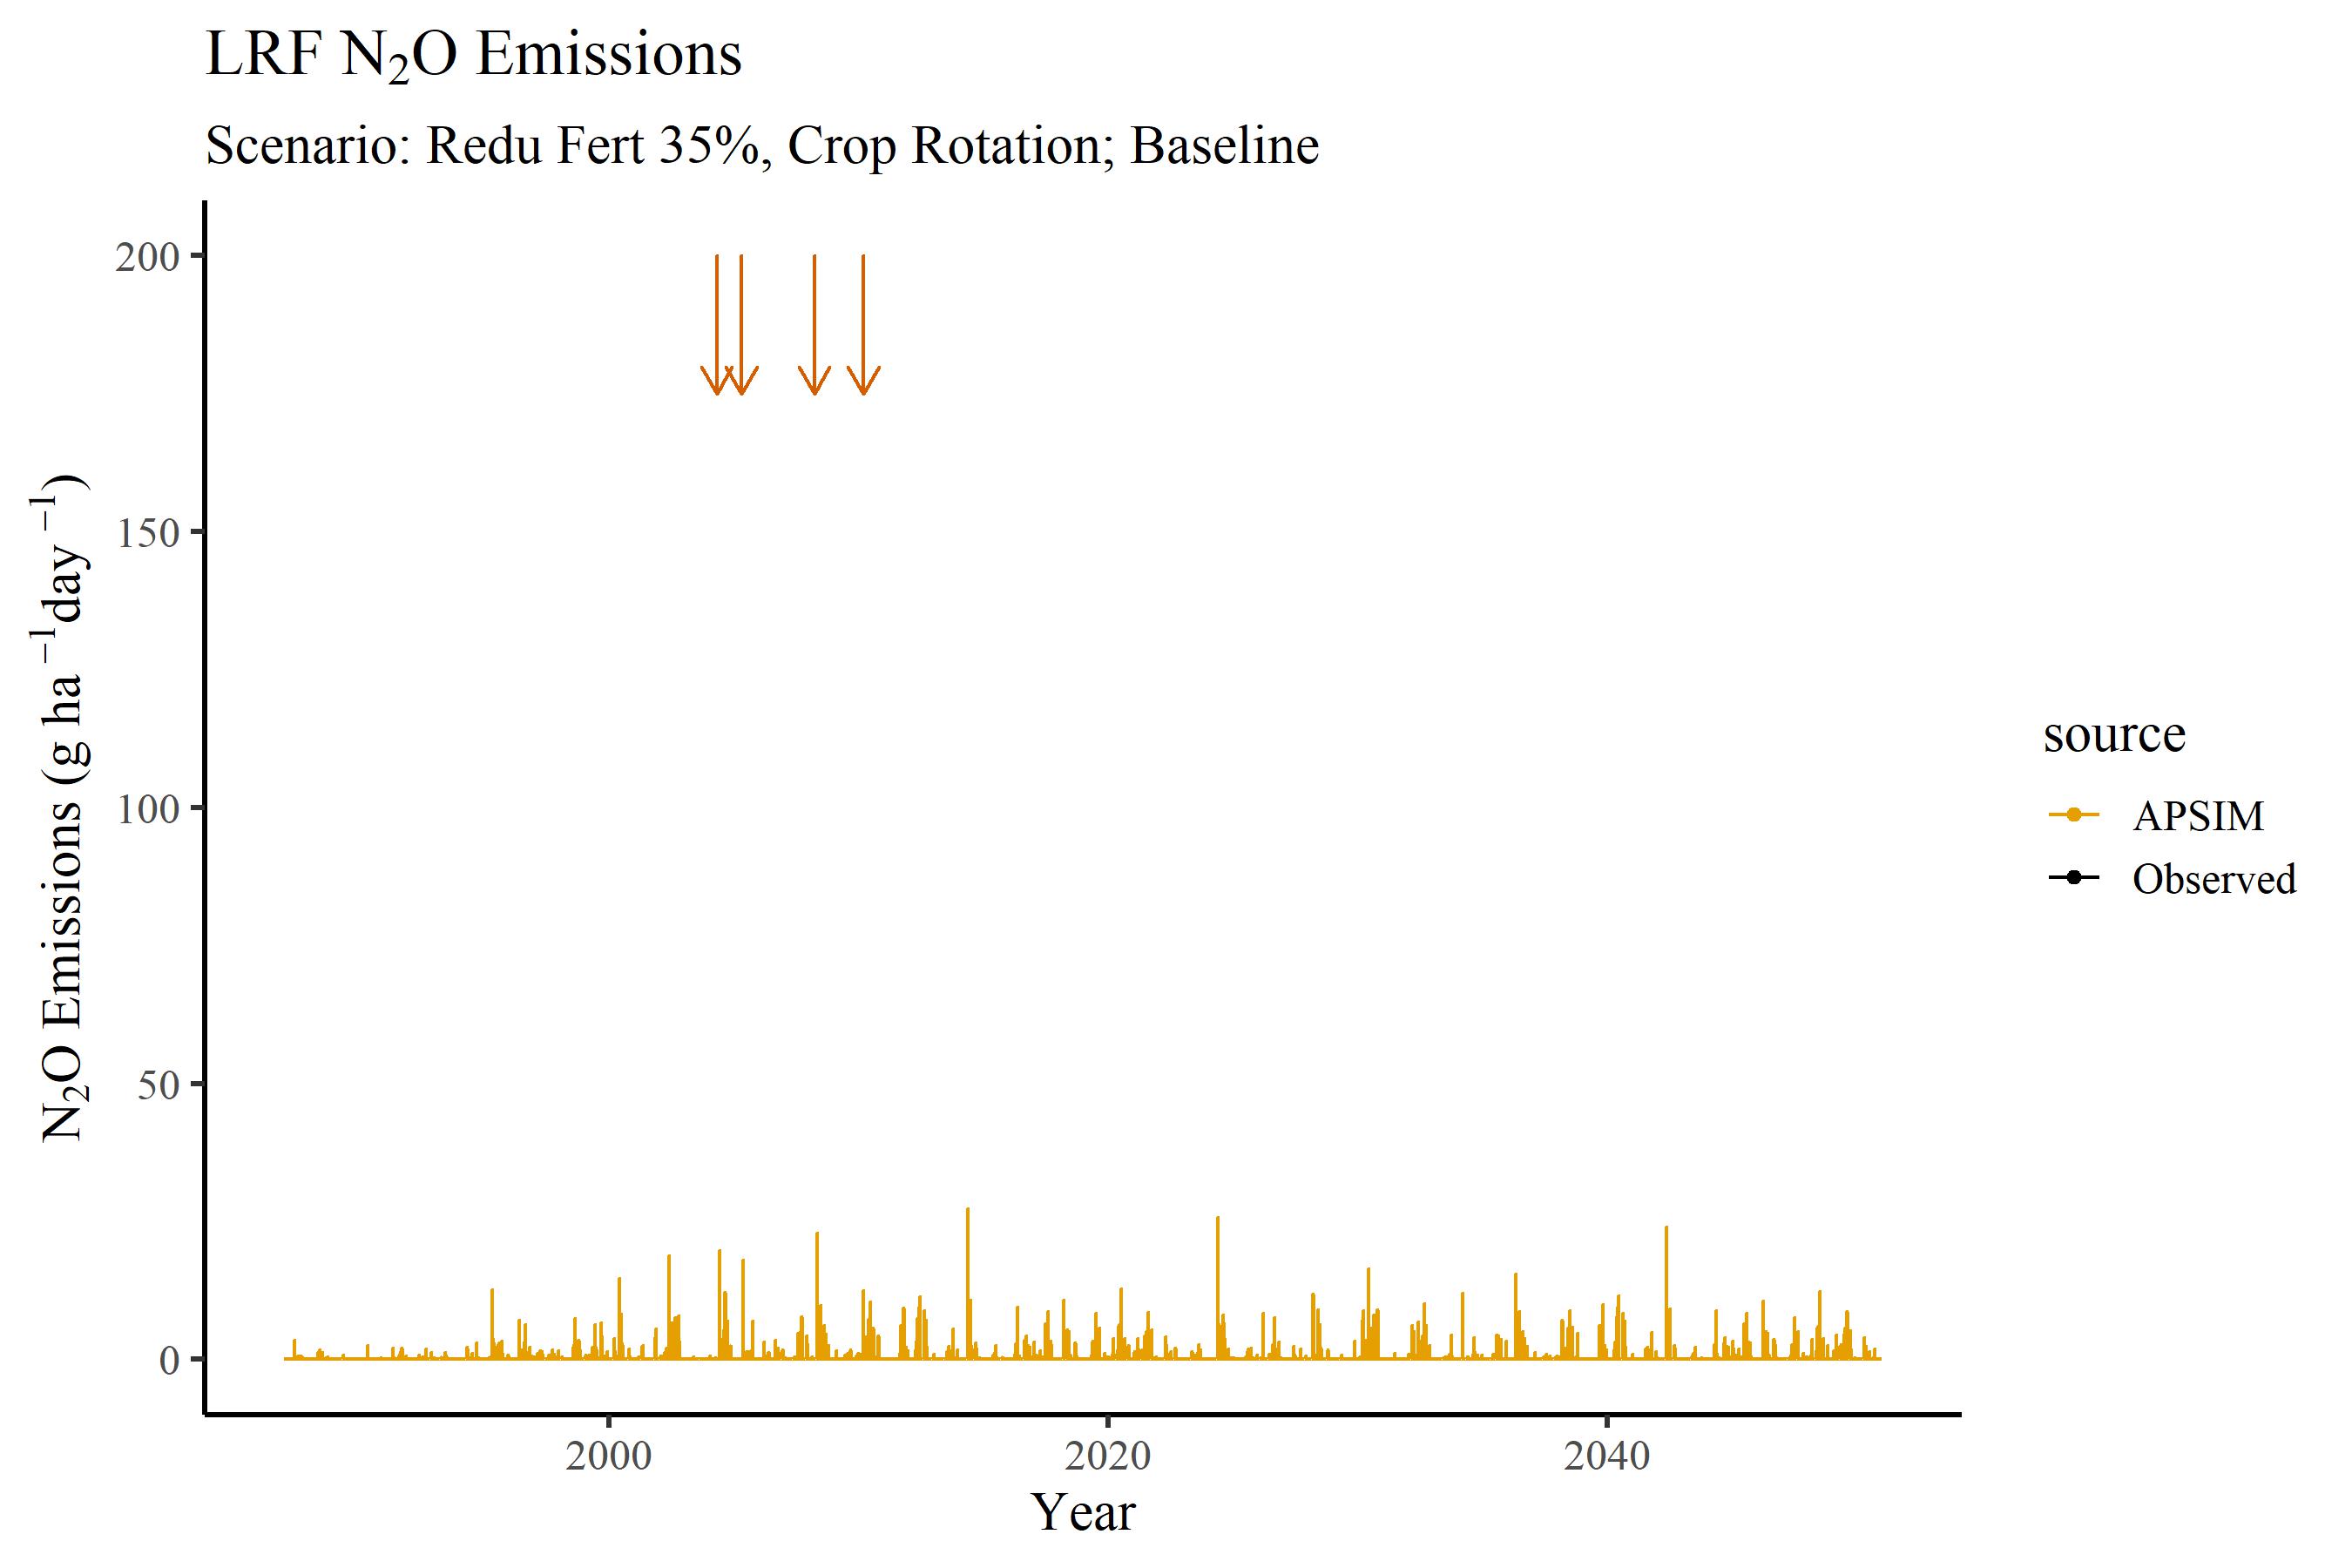 LRF N₂O Emissions
Scenario: Redu Fert 35%, Crop Rotation; Baseline
N₂O Emissions (g ha ⁻¹day ⁻¹)
200
150
100
50
0
2000 2020 2040
Year
source
APSIM
Observed